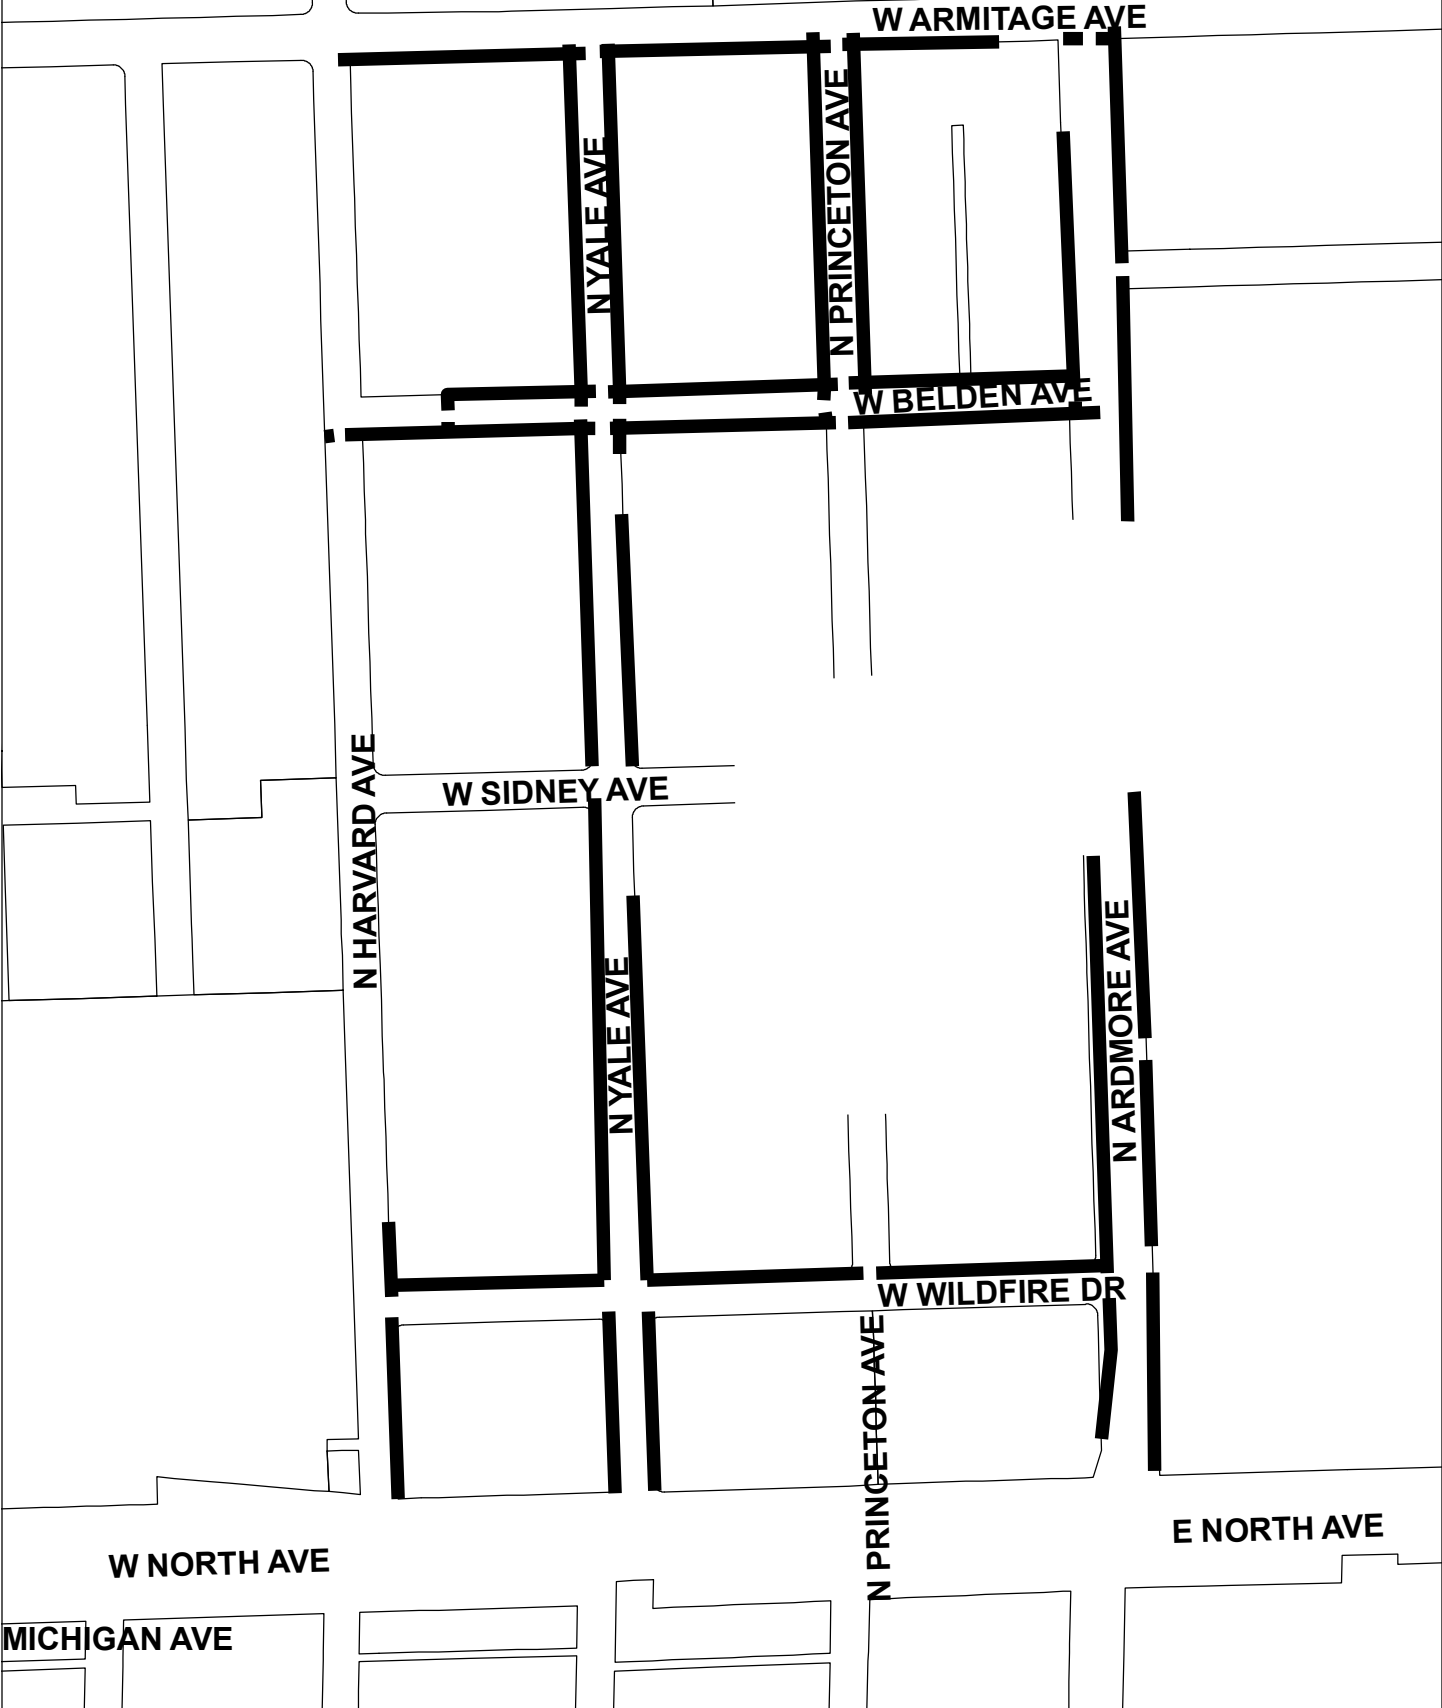 W ARMITAGE AVE
N YALE AVE
N PRINCETON AVE
W BELDEN AVE
N HARVARD AVE
W SIDNEY AVE
N YALE AVE
N ARDMORE AVE
W WILDFIRE DR
N PRINCETON AVE
E NORTH AVE
W NORTH AVE
MICHIGAN AVE